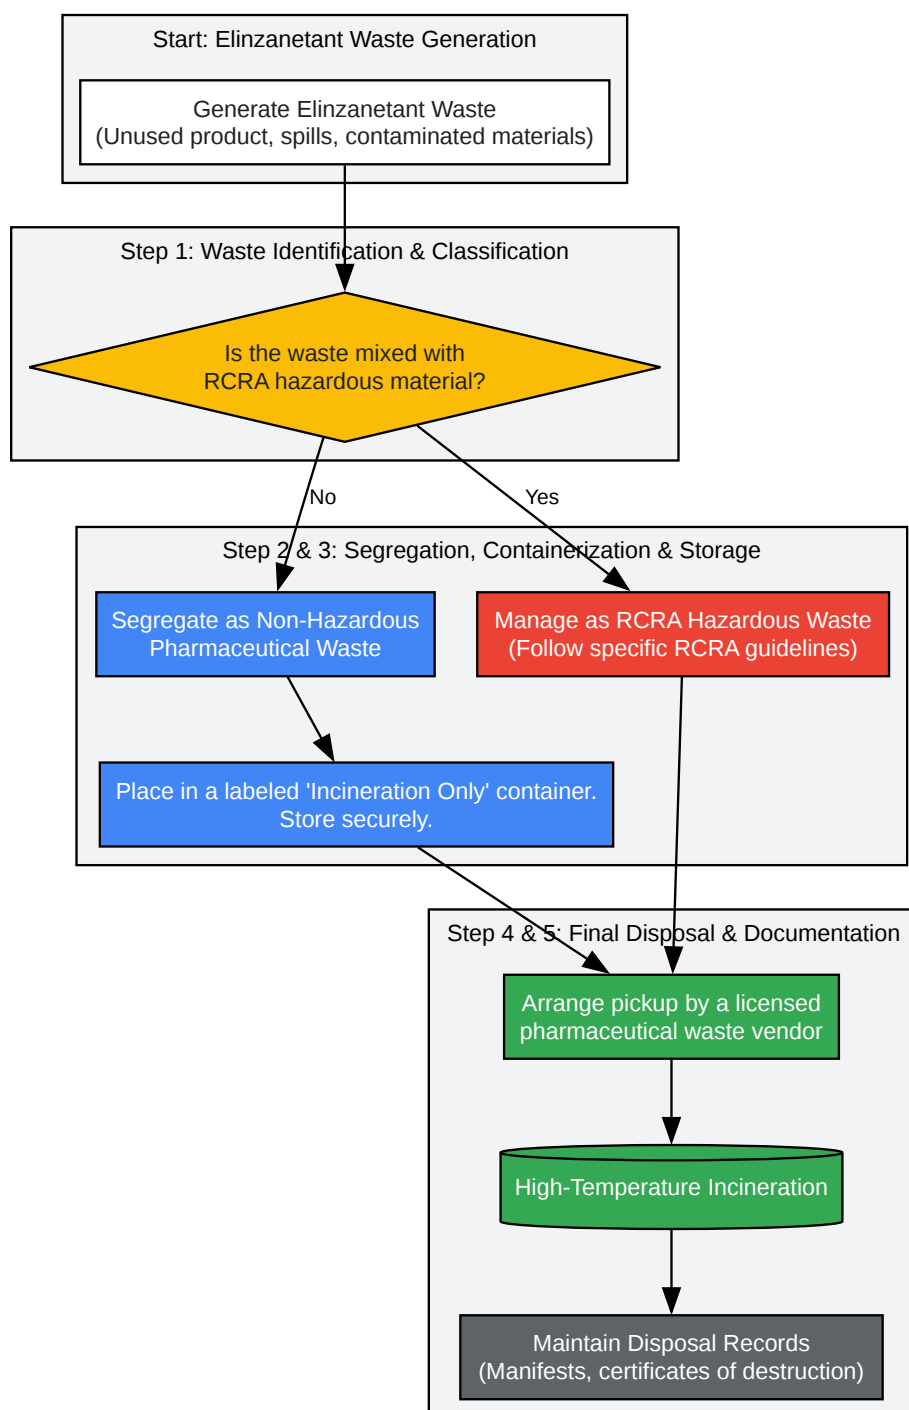 Start: Elinzanetant Waste Generation
Generate Elinzanetant Waste
(Unused product, spills, contaminated materials)
Step 1: Waste Identification & Classification
Is the waste mixed with
RCRA hazardous material?
No
Yes
Step 2 & 3: Segregation, Containerization & Storage
Segregate as Non-Hazardous
Pharmaceutical Waste
Manage as RCRA Hazardous Waste
(Follow specific RCRA guidelines)
Place in a labeled 'Incineration Only' container.
Store securely.
Step 4 & 5: Final Disposal & Documentation
Arrange pickup by a licensed
pharmaceutical waste vendor
High-Temperature Incineration
Maintain Disposal Records
(Manifests, certificates of destruction)